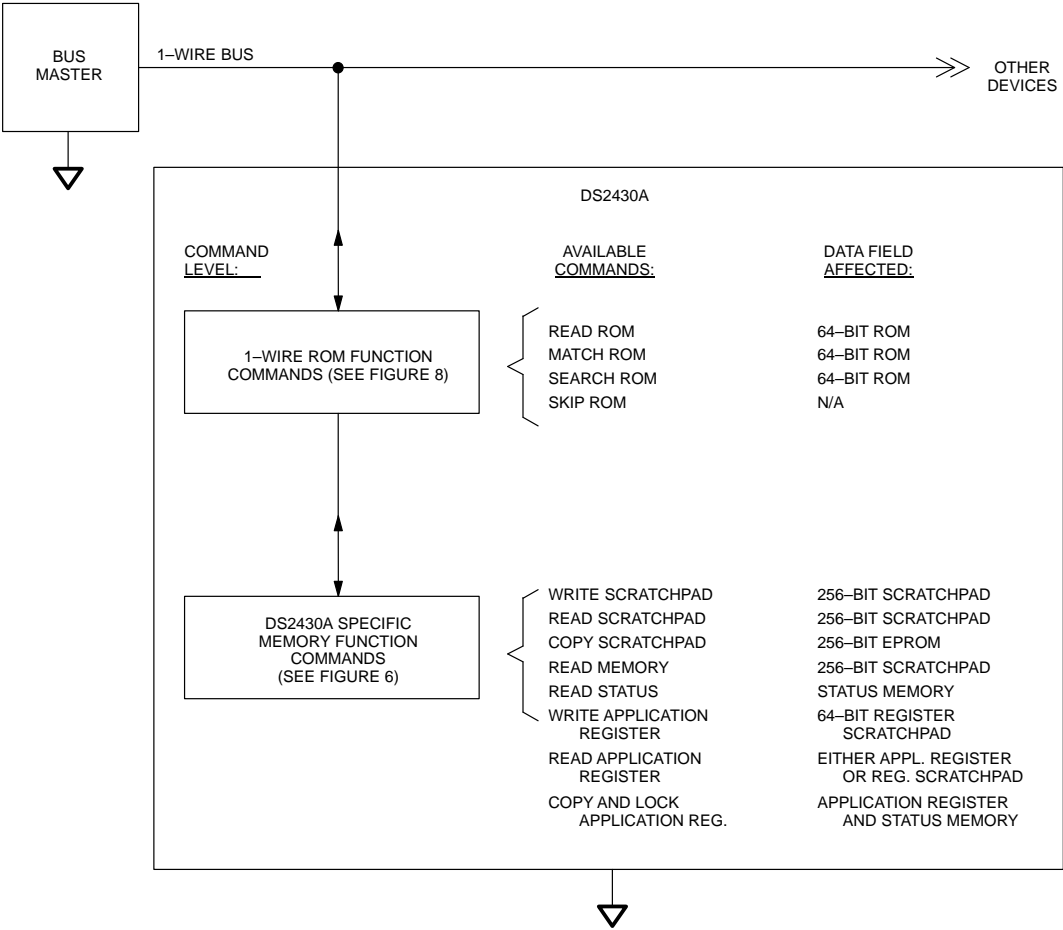 BUS
MASTER
1–WIRE BUS
OTHER
DEVICES
DS2430A
COMMAND
LEVEL:
AVAILABLE
COMMANDS:
DATA FIELD
AFFECTED:
1–WIRE ROM FUNCTION
COMMANDS (SEE FIGURE 8)
READ ROM 64–BIT ROM
MATCH ROM 64–BIT ROM
SEARCH ROM 64–BIT ROM
SKIP ROM N/A
DS2430A SPECIFIC
MEMORY FUNCTION
COMMANDS
(SEE FIGURE 6)
WRITE SCRATCHPAD 256–BIT SCRATCHPAD
READ SCRATCHPAD 256–BIT SCRATCHPAD
COPY SCRATCHPAD 256–BIT EPROM
READ MEMORY 256–BIT SCRATCHPAD
READ STATUS STATUS MEMORY
WRITE APPLICATION 64–BIT REGISTER
REGISTER SCRATCHPAD
READ APPLICATION EITHER APPL. REGISTER
REGISTER OR REG. SCRATCHPAD
COPY AND LOCK APPLICATION REGISTER
APPLICATION REG. AND STATUS MEMORY